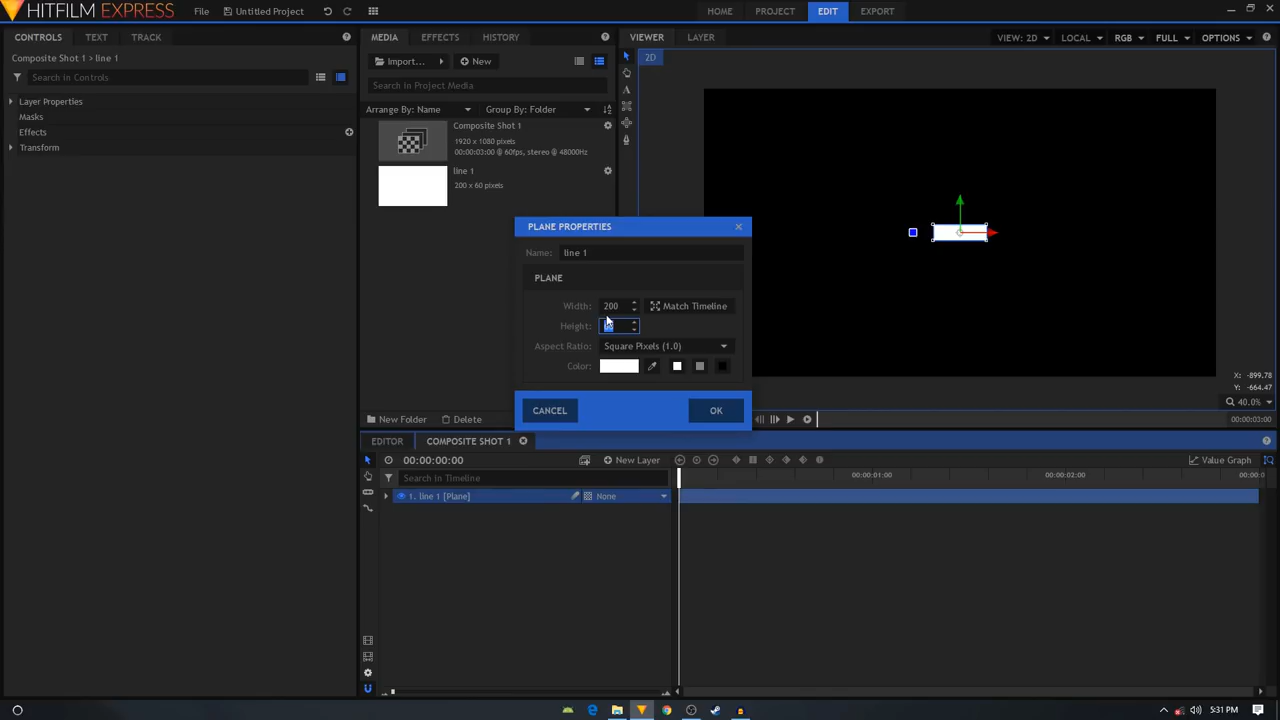 HITFILM EXPRESS
File
Untitled Project
HOME
PROJECT
EDIT
EXPORT
CONTROLS
TEXT
TRACK
MEDIA
EFFECTS
HISTORY
VIEWER
LAYER
VIEW: 2D
LOCAL
RGB
FULL
OPTIONS
Composite Shot 1 > line 1
Search in Controls
Layer Properties
Masks
Effects
Transform
Import...
New
Search in Project Media
Arrange By: Name
Group By: Folder
Composite Shot 1
1920 x 1080 pixels
00:00:03:00 @ 60fps, stereo @ 48000Hz
line 1
200 x 60 pixels
2D
PLANE PROPERTIES
Name:
line 1
PLANE
Width:
200
Match Timeline
Height:
Aspect Ratio:
Square Pixels (1.0)
Color:
CANCEL
OK
X: -899.78
Y: -664.47
40.0%
New Folder
Delete
00:00:03:00
EDITOR
COMPOSITE SHOT 1
00:00:00:00
New Layer
Value Graph
Search in Timeline
00:00:01:00
00:00:02:00
00:00:0
1. line 1 [Plane]
None
5:31 PM